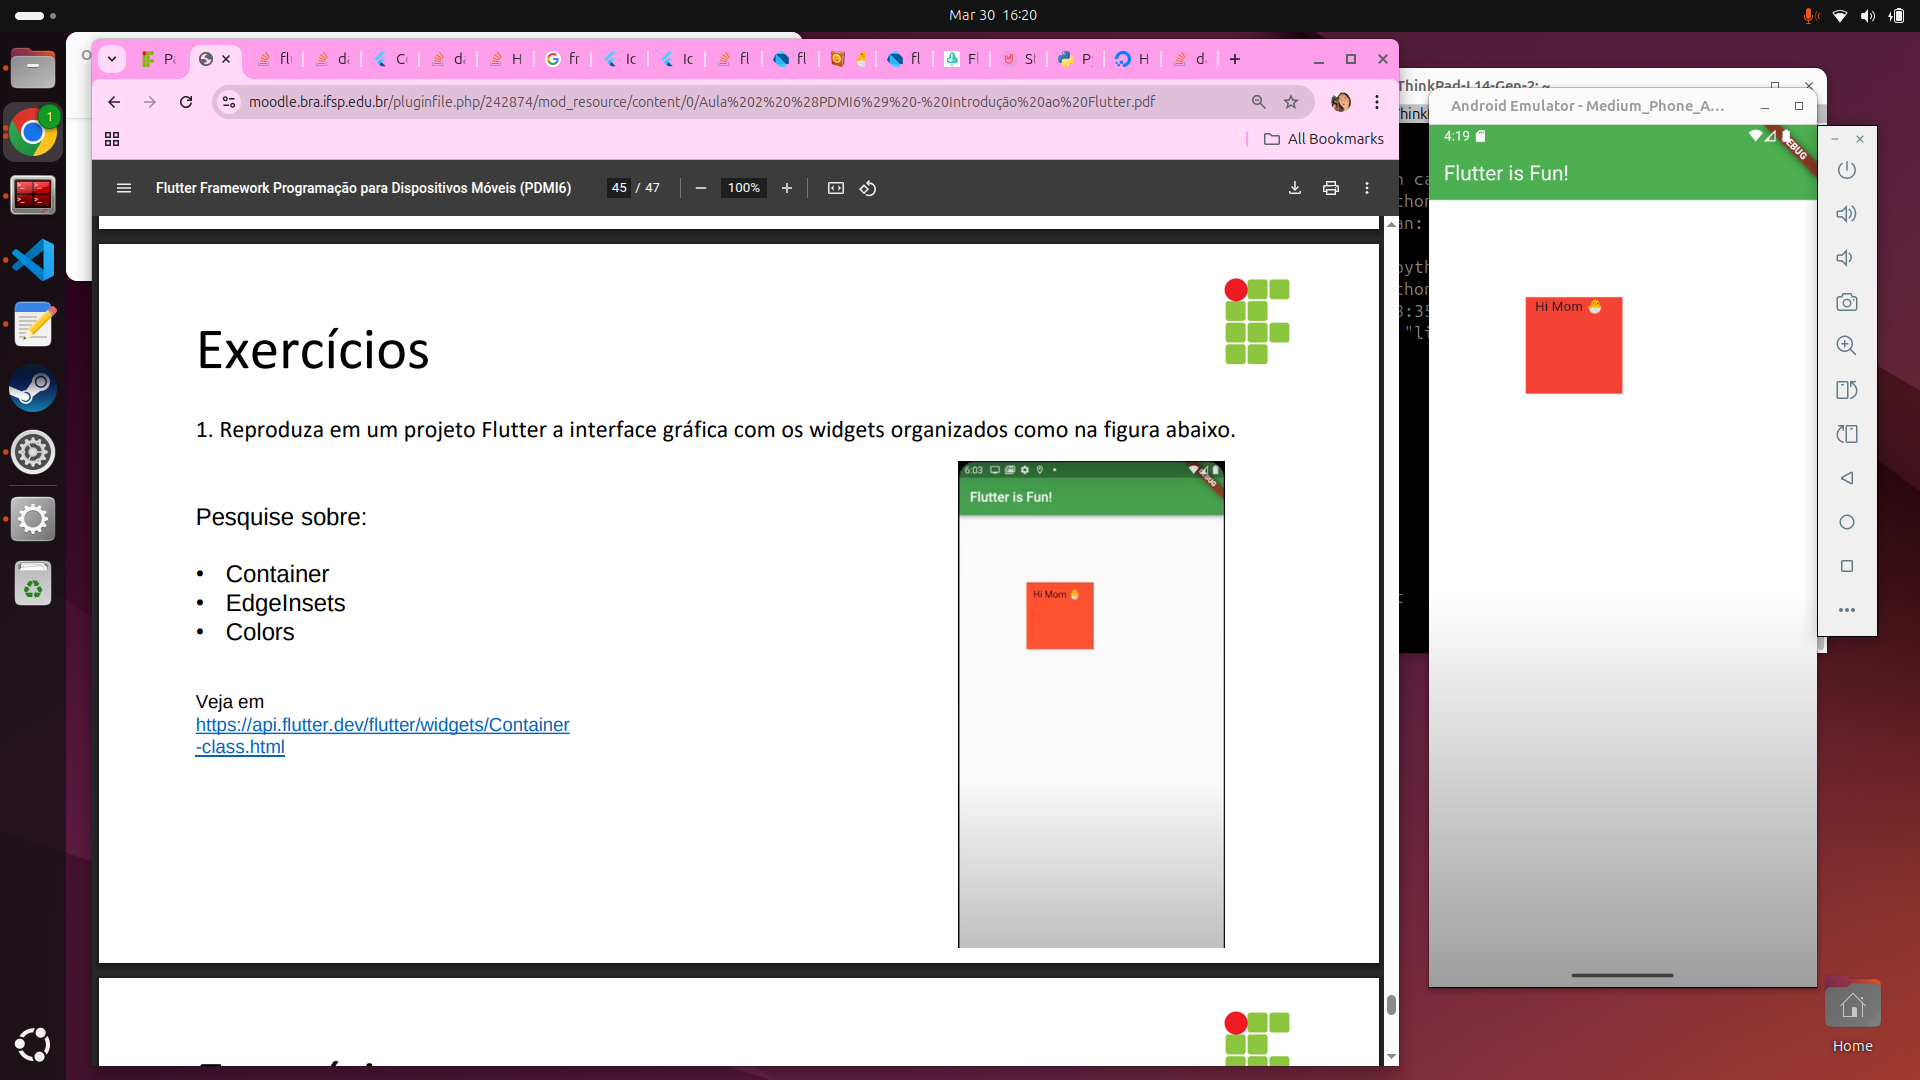 Mar 30 16:20
moodle.bra.ifsp.edu.br/pluginfile.php/242874/mod_resource/content/0/Aula%202%20%28PDMI6%29%20-%20Introdução%20ao%20Flutter.pdf
All Bookmarks
Flutter Framework Programação para Dispositivos Móveis (PDMI6)
45 / 47
100%
Exercícios
1. Reproduza em um projeto Flutter a interface gráfica com os widgets organizados como na figura abaixo.
Pesquise sobre:
• Container
• EdgeInsets
• Colors
Veja em
https://api.flutter.dev/flutter/widgets/Container
-class.html
6:03
DEBUG
Flutter is Fun!
Hi Mom 🐣
ThinkPad-L14-Gen-2: ~
Android Emulator - Medium_Phone_A...
4:19
DEBUG
Flutter is Fun!
Hi Mom 🐣
Home